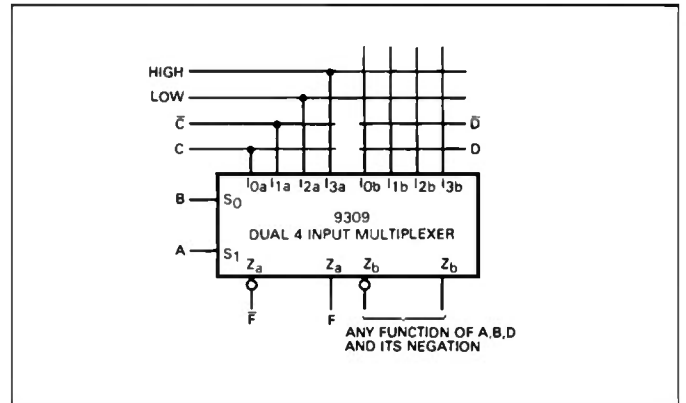 HIGH
LOW
C̅
D̅
C
D
I0a I1a I2a I3a I0b I1b I2b I3b
B
S0
9309
DUAL 4 INPUT MULTIPLEXER
A
S1
Za Za Zb Zb
F̅
F
ANY FUNCTION OF A,B,D
AND ITS NEGATION